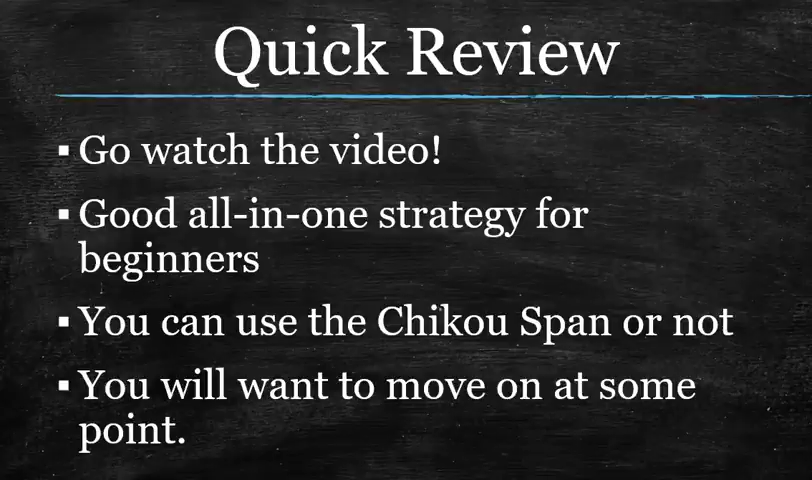 Quick Review
▪ Go watch the video!
▪ Good all-in-one strategy for
beginners
▪ You can use the Chikou Span or not
▪ You will want to move on at some
point.